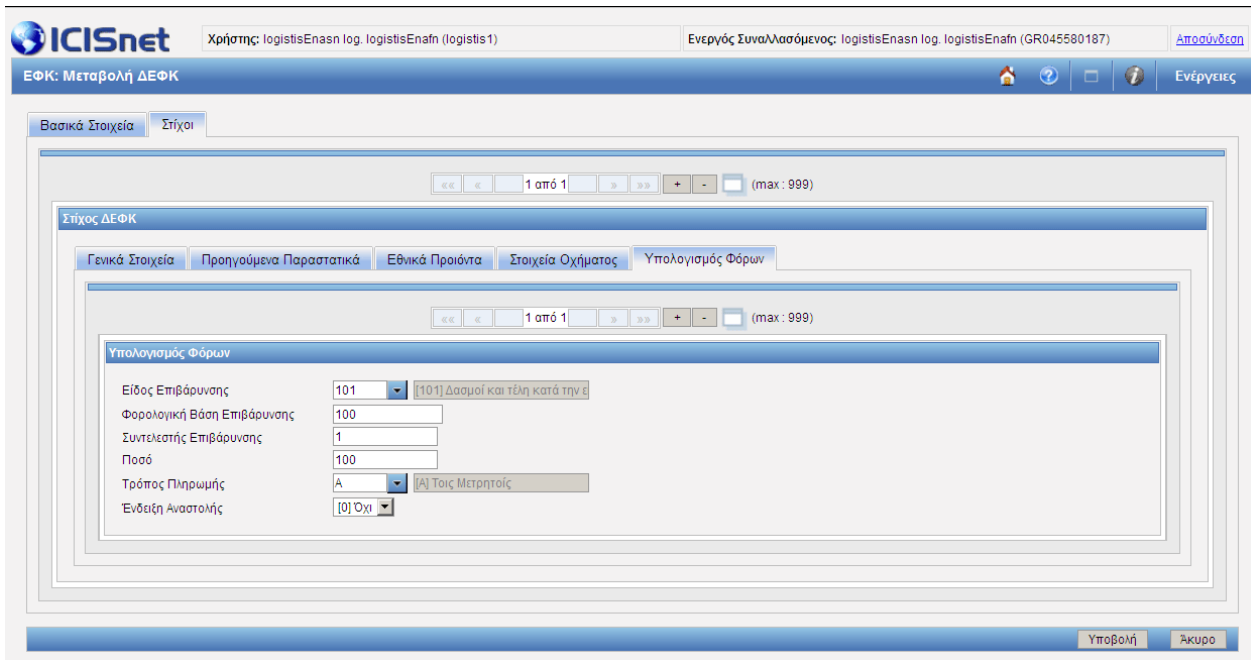 ICISnet Χρήστης: logistisEnasn log. logistisEnafn (logistis1) Ενεργός Συναλλασόμενος: logistisEnasn log. logistisEnafn (GR045580187) Αποσύνδεση
ΕΦΚ: Μεταβολή ΔΕΦΚ Ενέργειες
Βασικά Στοιχεία Στίχοι
«« « 1 από 1 » »» + - (max : 999)
Στίχος ΔΕΦΚ
Γενικά Στοιχεία Προηγούμενα Παραστατικά Εθνικά Προιόντα Στοιχεία Οχήματος Υπολογισμός Φόρων
«« « 1 από 1 » »» + - (max : 999)
Υπολογισμός Φόρων
Είδος Επιβάρυνσης 101 [101] Δασμοί και τέλη κατά την ε
Φορολογική Βάση Επιβάρυνσης 100
Συντελεστής Επιβάρυνσης 1
Ποσό 100
Τρόπος Πληρωμής A [A] Τοις Μετρητοίς
Ένδειξη Αναστολής [0] Όχι
Υποβολή Άκυρο